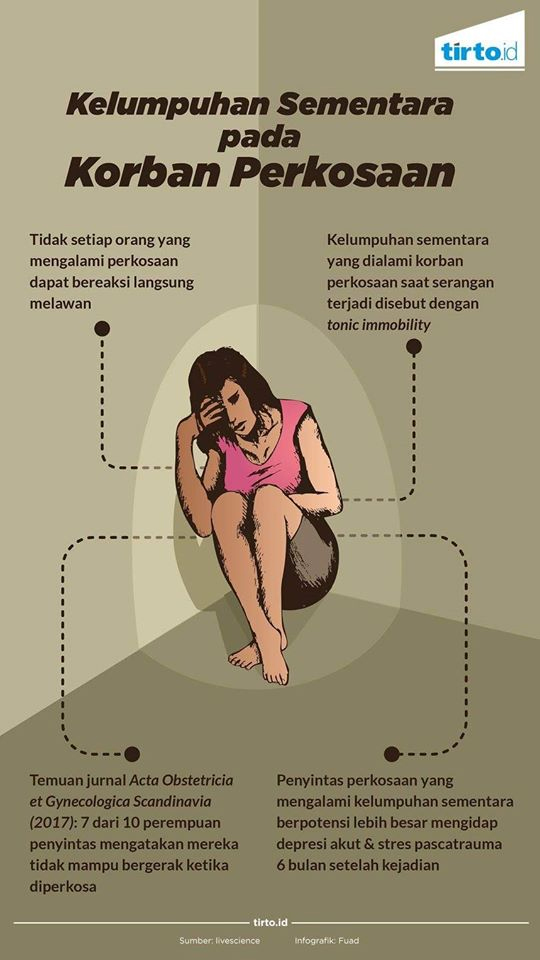 tirto.id
Kelumpuhan Sementara
pada
Korban Perkosaan
Tidak setiap orang yang
mengalami perkosaan
dapat bereaksi langsung
melawan
Kelumpuhan sementara
yang dialami korban
perkosaan saat serangan
terjadi disebut dengan
tonic immobility
Temuan jurnal Acta Obstetricia
et Gynecologica Scandinavia
(2017): 7 dari 10 perempuan
penyintas mengatakan mereka
tidak mampu bergerak ketika
diperkosa
Penyintas perkosaan yang
mengalami kelumpuhan sementara
berpotensi lebih besar mengidap
depresi akut & stres pascatrauma
6 bulan setelah kejadian
tirto.id
Sumber: livescience
Infografik: Fuad